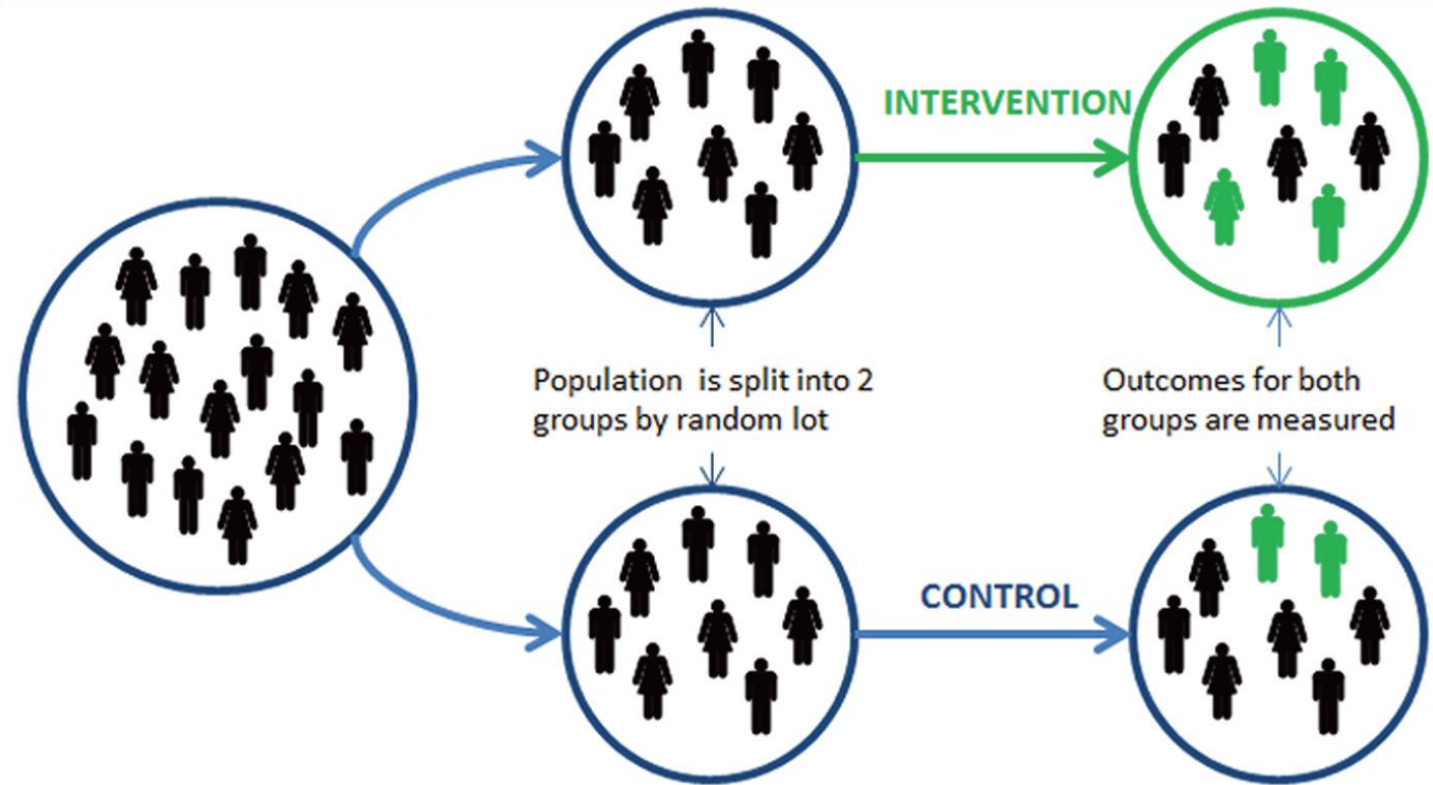 INTERVENTION
Population  is split into 2
groups by random lot
Outcomes for both
groups are measured
CONTROL